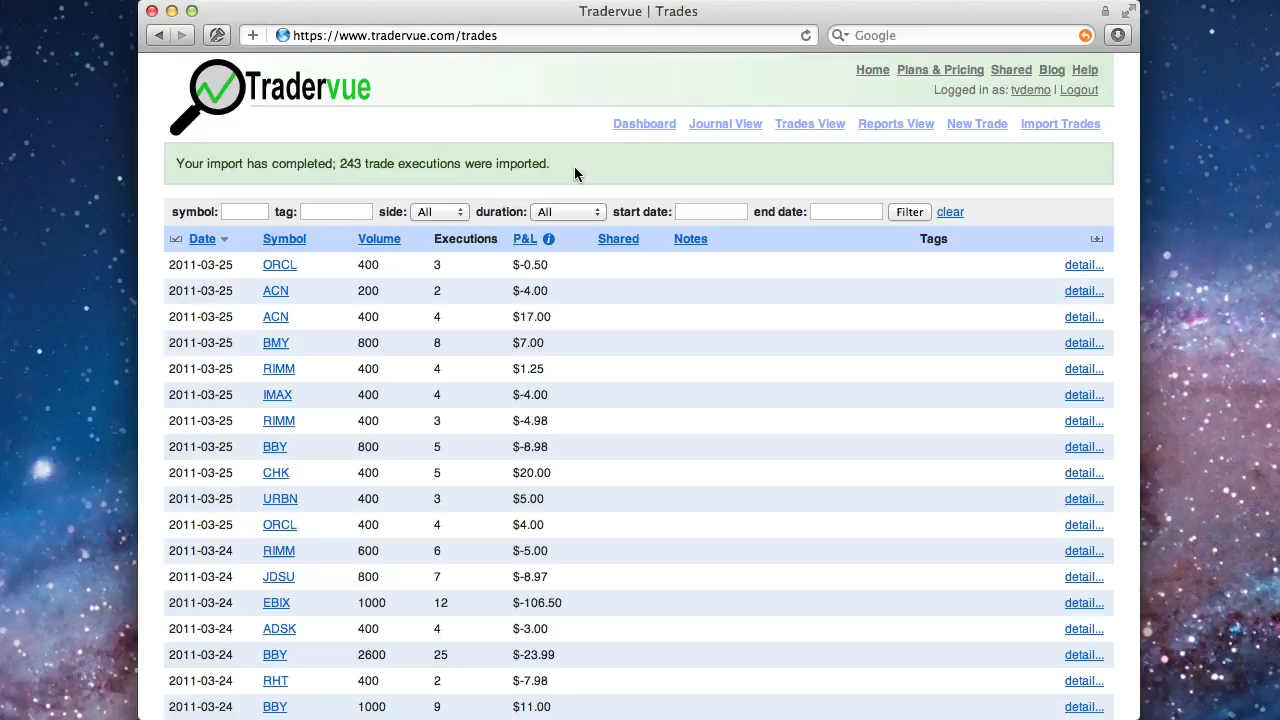 Tradervue | Trades
https://www.tradervue.com/trades
Google
Tradervue
Home Plans & Pricing Shared Blog Help
Logged in as: tvdemo | Logout
Dashboard Journal View Trades View Reports View New Trade Import Trades
Your import has completed; 243 trade executions were imported.
symbol: tag: side: All duration: All start date: end date: Filter clear
Date Symbol Volume Executions P&L i Shared Notes Tags
2011-03-25 ORCL 400 3 $-0.50 detail...
2011-03-25 ACN 200 2 $-4.00 detail...
2011-03-25 ACN 400 4 $17.00 detail...
2011-03-25 BMY 800 8 $7.00 detail...
2011-03-25 RIMM 400 4 $1.25 detail...
2011-03-25 IMAX 400 4 $-4.00 detail...
2011-03-25 RIMM 400 3 $-4.98 detail...
2011-03-25 BBY 800 5 $-8.98 detail...
2011-03-25 CHK 400 5 $20.00 detail...
2011-03-25 URBN 400 3 $5.00 detail...
2011-03-25 ORCL 400 4 $4.00 detail...
2011-03-24 RIMM 600 6 $-5.00 detail...
2011-03-24 JDSU 800 7 $-8.97 detail...
2011-03-24 EBIX 1000 12 $-106.50 detail...
2011-03-24 ADSK 400 4 $-3.00 detail...
2011-03-24 BBY 2600 25 $-23.99 detail...
2011-03-24 RHT 400 2 $-7.98 detail...
2011-03-24 BBY 1000 9 $11.00 detail...